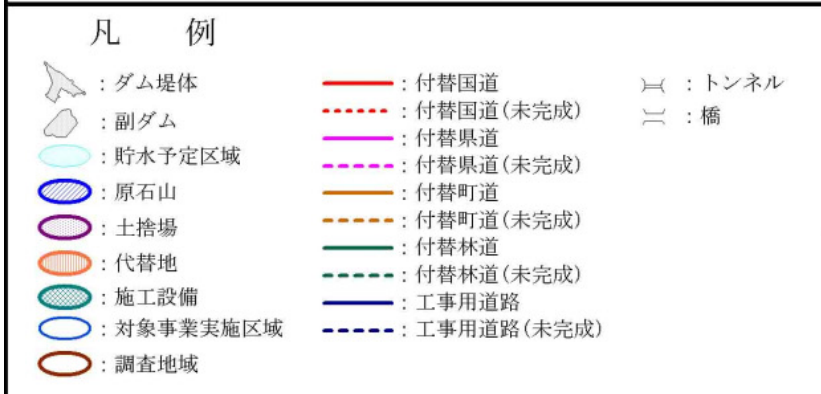 凡 例
：ダム堤体
：副ダム
：貯水予定区域
：原石山
：土捨場
：代替地
：施工設備
：対象事業実施区域
：調査地域
：付替国道
：付替国道(未完成)
：付替県道
：付替県道(未完成)
：付替町道
：付替町道(未完成)
：付替林道
：付替林道(未完成)
：工事用道路
：工事用道路(未完成)
：トンネル
：橋